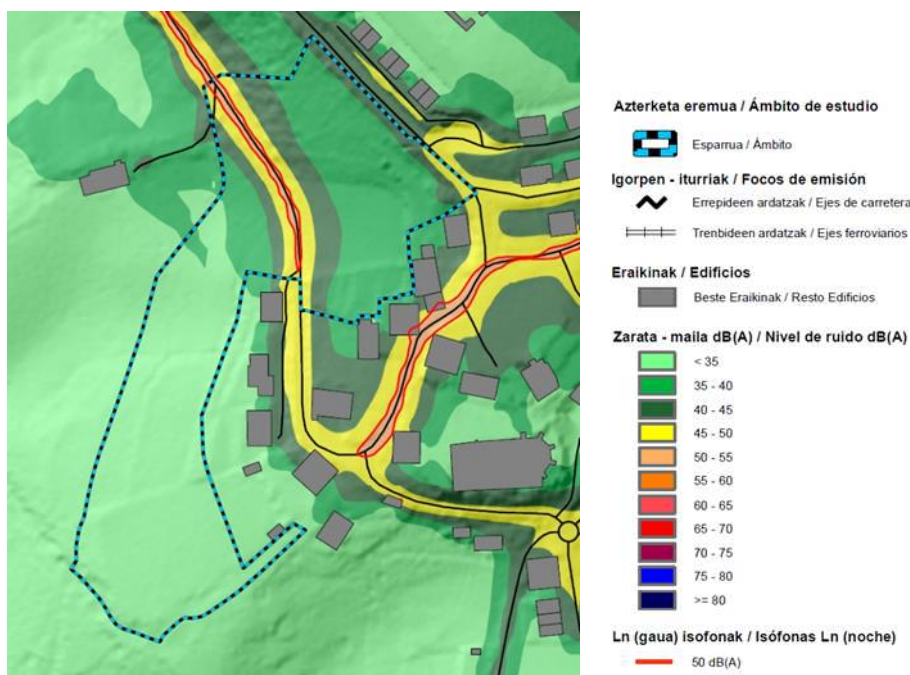 Azterketa eremua / Ámbito de estudio
Esparrua / Ámbito
Igorpen - iturriak / Focos de emisión
Errepideen ardatzak / Ejes de carretera
Trenbideen ardatzak / Ejes ferroviarios
Eraikinak / Edificios
Beste Eraikinak / Resto Edificios
Zarata - maila dB(A) / Nivel de ruido dB(A)
< 35
35 - 40
40 - 45
45 - 50
50 - 55
55 - 60
60 - 65
65 - 70
70 - 75
75 - 80
>= 80
Ln (gaua) isofonak / Isófonas Ln (noche)
50 dB(A)